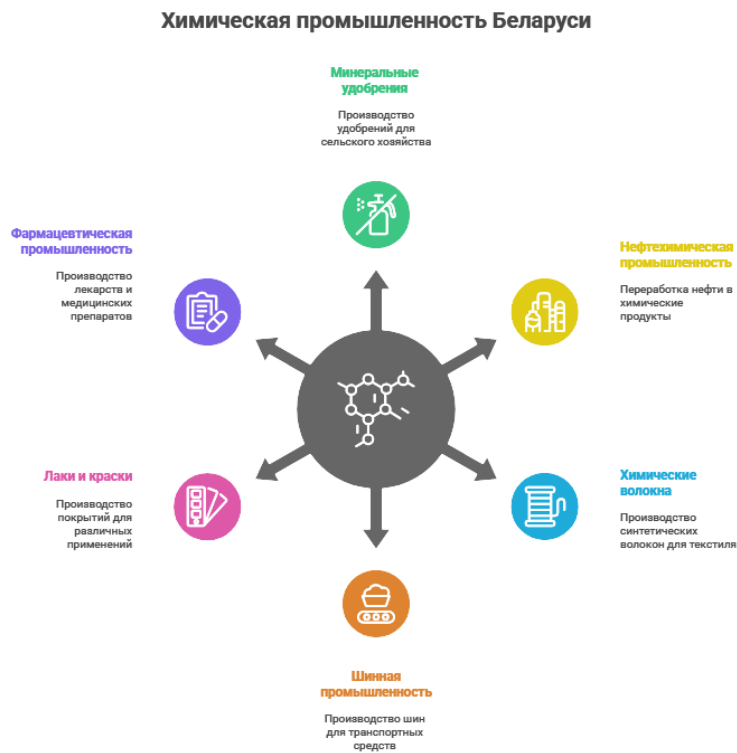 Химическая промышленность Беларуси
Минеральные
удобрения
Производство
удобрений для
сельского хозяйства
Фармацевтическая
промышленность
Производство
лекарств и
медицинских
препаратов
Нефтехимическая
промышленность
Переработка нефти в
химические
продукты
Лаки и краски
Производство
покрытий для
различных
применений
Химические
волокна
Производство
синтетических
волокон для текстиля
Шинная
промышленность
Производство шин
для транспортных
средств